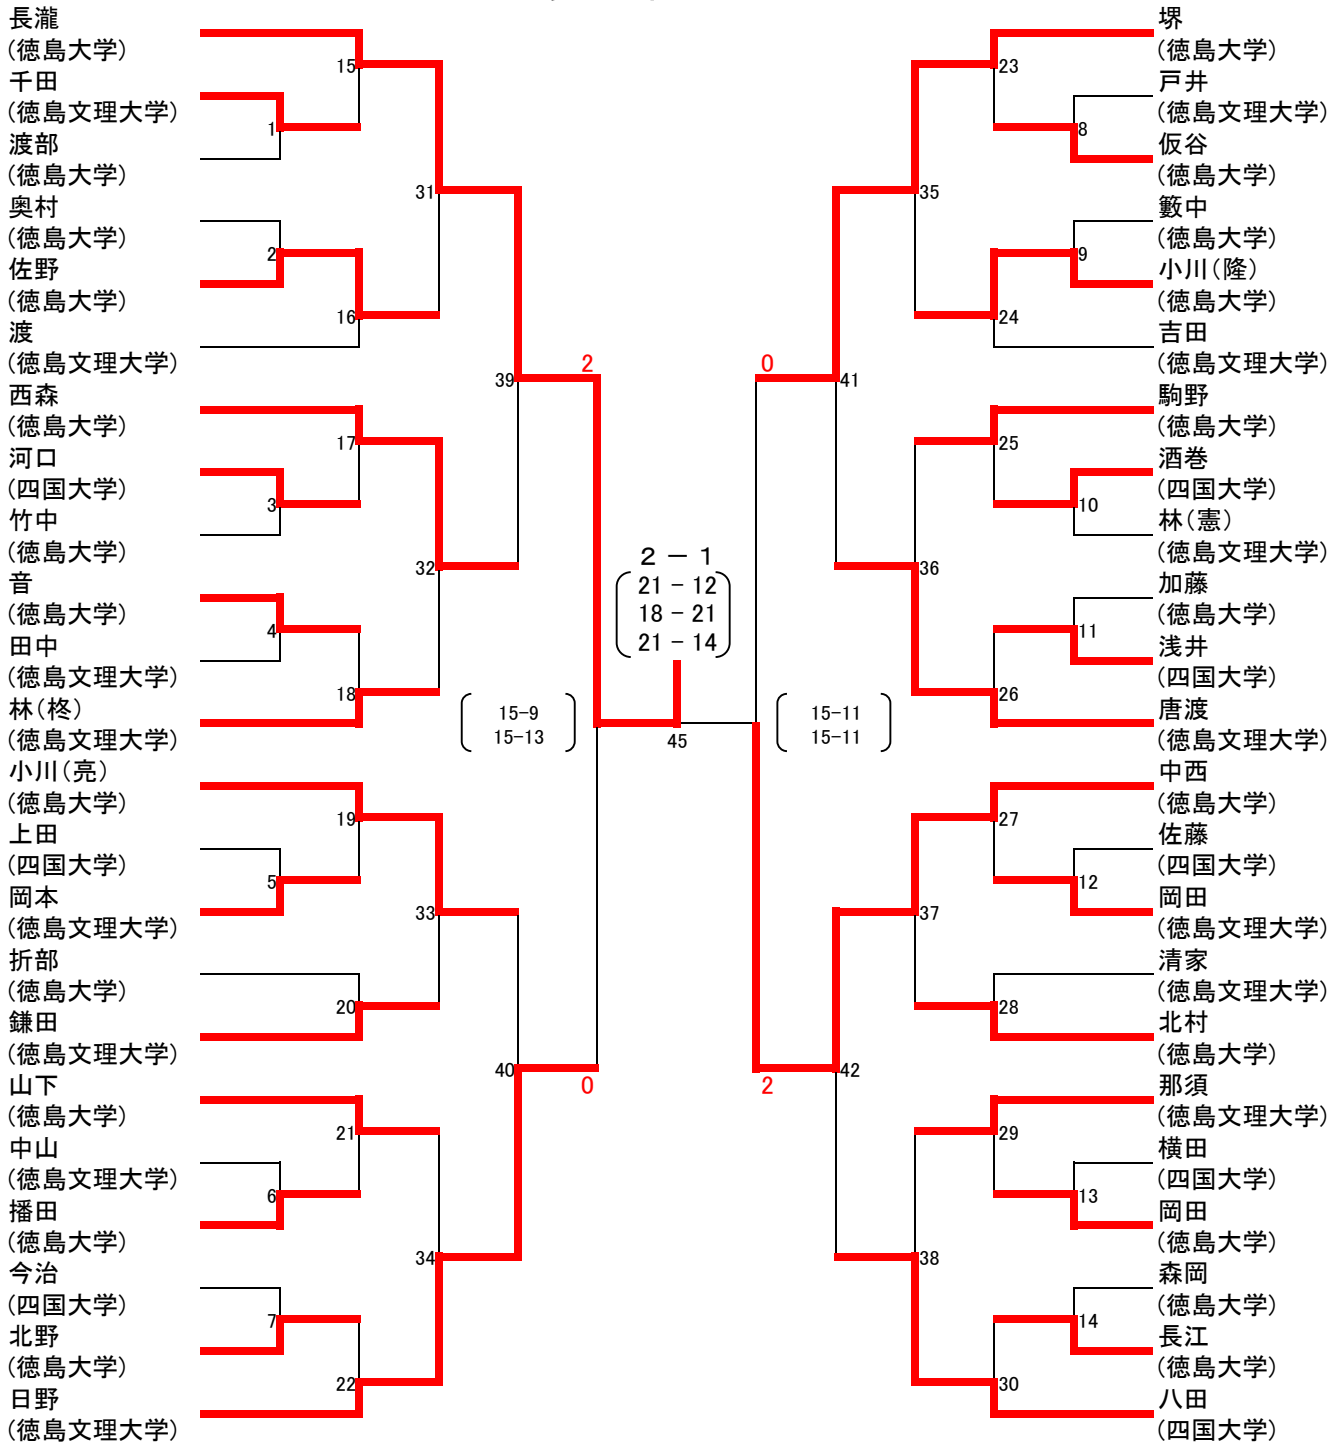 長瀧
(徳島大学)
千田
(徳島文理大学)
渡部
(徳島大学)
奥村
(徳島大学)
佐野
(徳島大学)
渡
(徳島文理大学)
西森
(徳島大学)
河口
(四国大学)
竹中
(徳島大学)
音
(徳島大学)
田中
(徳島文理大学)
林(柊)
(徳島文理大学)
小川(亮)
(徳島大学)
上田
(四国大学)
岡本
(徳島文理大学)
折部
(徳島大学)
鎌田
(徳島文理大学)
山下
(徳島大学)
中山
(徳島文理大学)
播田
(徳島大学)
今治
(四国大学)
北野
(徳島大学)
日野
(徳島文理大学)
1
2
3
4
5
6
7
15
16
17
18
19
20
21
22
31
32
33
34
39
40
2
0
15-9
15-13
2 - 1
21 - 12
18 - 21
21 - 14
45
15-11
15-11
0
2
41
42
35
36
37
38
23
24
25
26
27
28
29
30
8
9
10
11
12
13
14
堺
(徳島大学)
戸井
(徳島文理大学)
仮谷
(徳島大学)
籔中
(徳島大学)
小川(隆)
(徳島大学)
吉田
(徳島文理大学)
駒野
(徳島大学)
酒巻
(四国大学)
林(憲)
(徳島文理大学)
加藤
(徳島大学)
浅井
(四国大学)
唐渡
(徳島文理大学)
中西
(徳島大学)
佐藤
(四国大学)
岡田
(徳島文理大学)
清家
(徳島文理大学)
北村
(徳島大学)
那須
(徳島文理大学)
横田
(四国大学)
岡田
(徳島大学)
森岡
(徳島大学)
長江
(徳島大学)
八田
(四国大学)